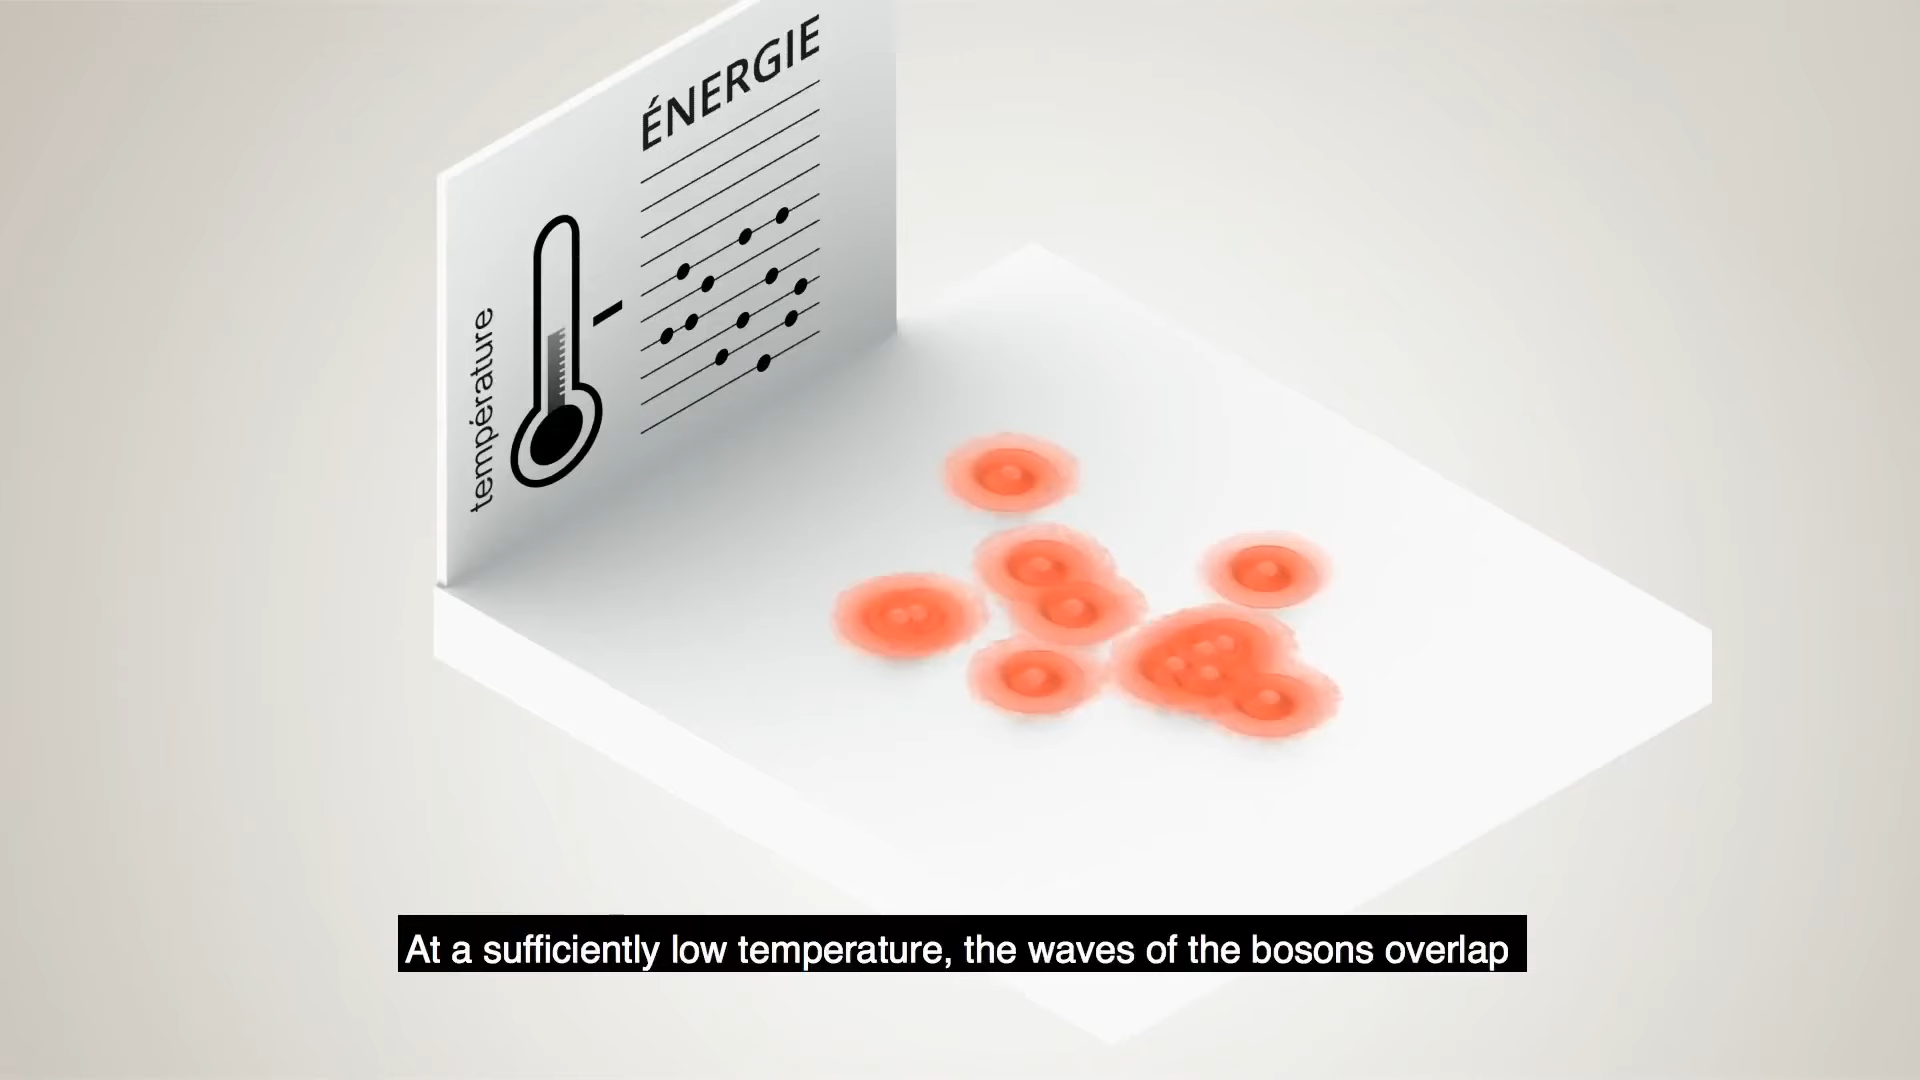 ÉNERGIE
température
At a sufficiently low temperature, the waves of the bosons overlap